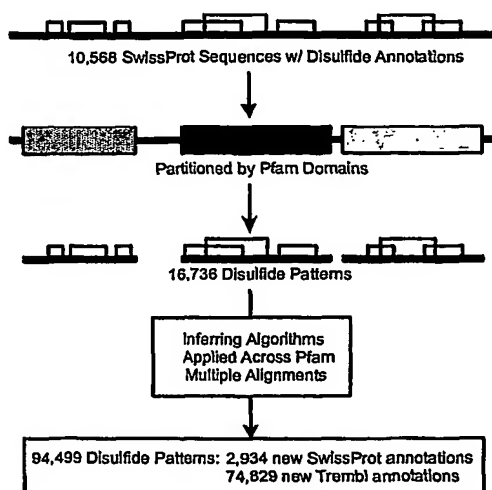 10,568 SwissProt Sequences w/ Disulfide Annotations
Partitioned by Pfam Domains
16,736 Disulfide Patterns
Inferring Algorithms
Applied Across Pfam
Multiple Alignments
94,499 Disulfide Patterns: 2,934 new SwissProt annotations
74,829 new Trembl annotations